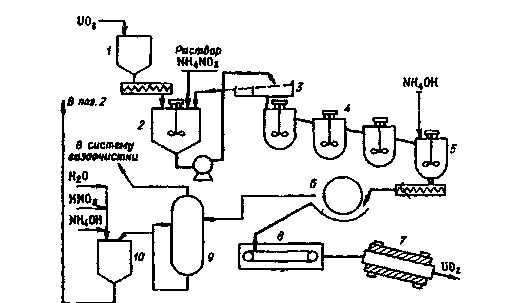 UO₃
1
Раствор
NH₄NO₃
3
NH₄OH
4
В поз. 2
2
5
В систему
газоочистки
6
H₂O
HNO₃
NH₄OH
8
7
UO₂
10
9